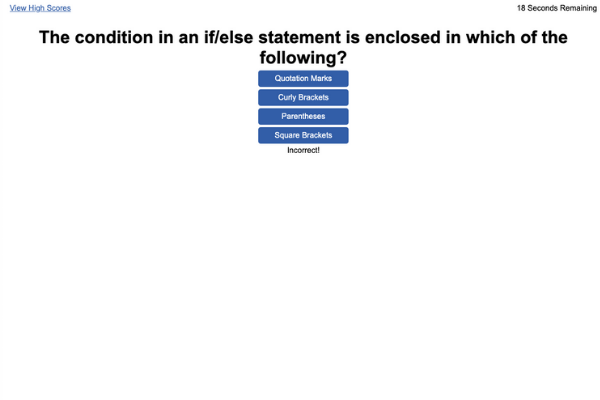 View High Scores
18 Seconds Remaining
The condition in an if/else statement is enclosed in which of the
following?
Quotation Marks
Curly Brackets
Parentheses
Square Brackets
Incorrect!